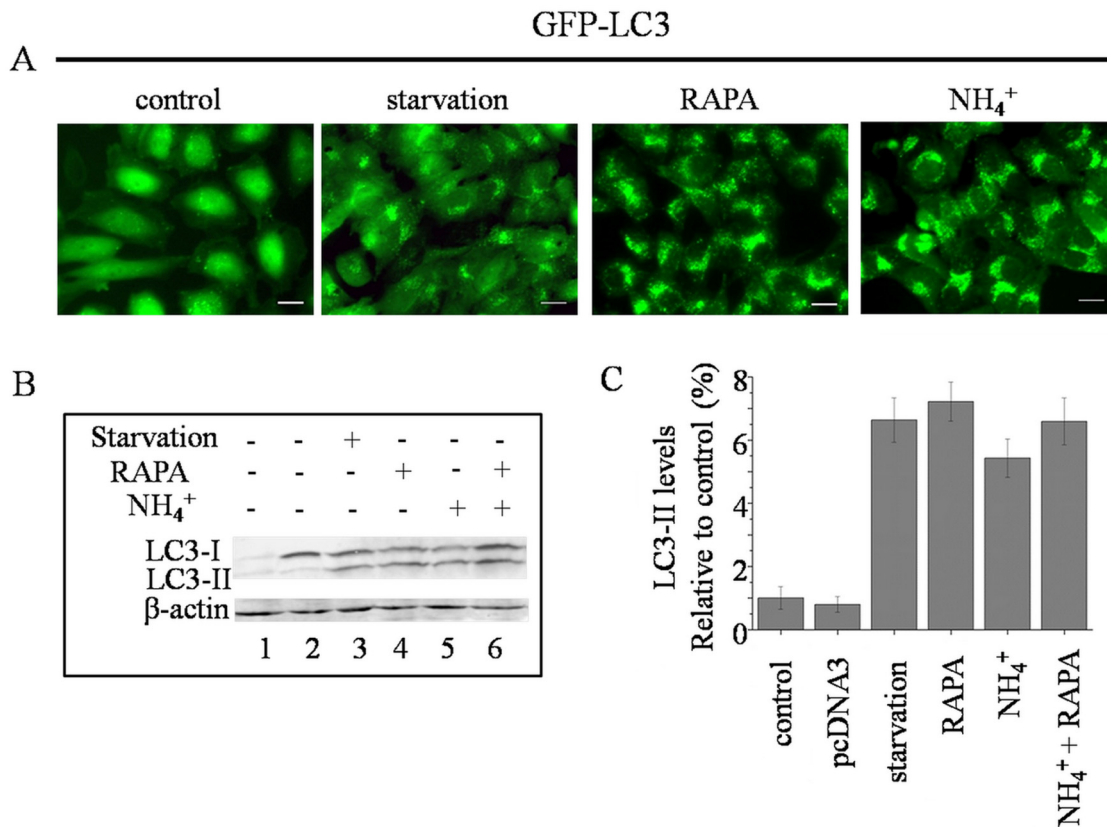 GFP-LC3
A
control starvation RAPA NH₄⁺
B
Starvation - - + - - -
RAPA - - - + - +
NH₄⁺ - - - - + +
LC3-I
LC3-II
β-actin
1 2 3 4 5 6
C
LC3-II levels
Relative to control (%)
8
6
4
2
0
control
pcDNA3
starvation
RAPA
NH₄⁺
NH₄⁺+ RAPA